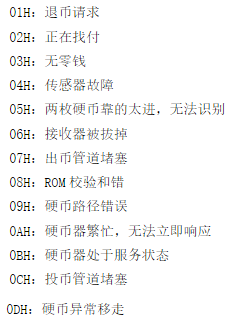 01H：退币请求
02H：正在找付
03H：无零钱
04H：传感器故障
05H：两枚硬币靠的太进，无法识别
06H：接收器被拔掉
07H：出币管道堵塞
08H：ROM 校验和错
09H：硬币路径错误
0AH：硬币器繁忙，无法立即响应
0BH：硬币器处于服务状态
0CH：投币管道堵塞
0DH：硬币异常移走